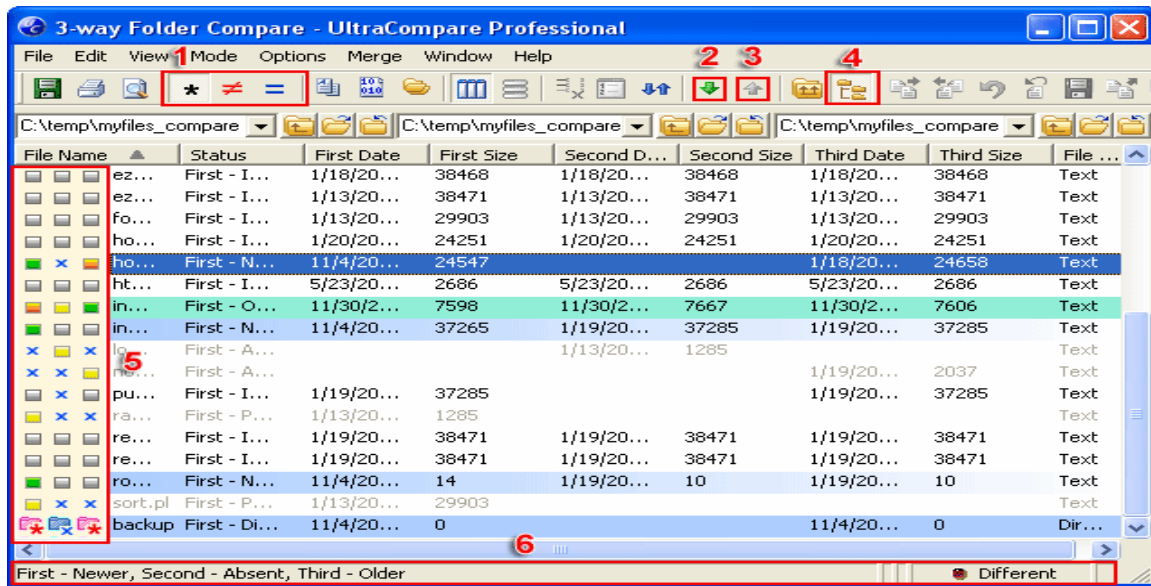 3-way Folder Compare - UltraCompare Professional
File Edit View Mode Options Merge Window Help
1 2 3 4
C:\temp\myfiles_compare C:\temp\myfiles_compare C:\temp\myfiles_compare
File Name Status First Date First Size Second D... Second Size Third Date Third Size File ...
ez... First - I... 1/18/20... 38468 1/18/20... 38468 1/18/20... 38468 Text
ez... First - I... 1/13/20... 38471 1/13/20... 38471 1/13/20... 38471 Text
fo... First - I... 1/13/20... 29903 1/13/20... 29903 1/13/20... 29903 Text
ho... First - I... 1/20/20... 24251 1/20/20... 24251 1/20/20... 24251 Text
ho... First - N... 11/4/20... 24547 1/18/20... 24658 Text
ht... First - I... 5/23/20... 2686 5/23/20... 2686 5/23/20... 2686 Text
in... First - O... 11/30/2... 7598 11/30/2... 7667 11/30/2... 7606 Text
in... First - N... 11/4/20... 37265 1/19/20... 37285 1/19/20... 37285 Text
First - A... 1/13/20... 1285 Text
5
First - A... 1/19/20... 2037 Text
pu... First - I... 1/19/20... 37285 1/19/20... 37285 Text
ra... First - P... 1/13/20... 1285 Text
re... First - I... 1/19/20... 38471 1/19/20... 38471 1/19/20... 38471 Text
re... First - I... 1/19/20... 38471 1/19/20... 38471 1/19/20... 38471 Text
ro... First - N... 11/4/20... 14 1/19/20... 10 1/19/20... 10 Text
sort.pl First - P... 1/13/20... 29903 Text
backup First - Di... 11/4/20... 0 11/4/20... 0 Dir...
6
First - Newer, Second - Absent, Third - Older Different